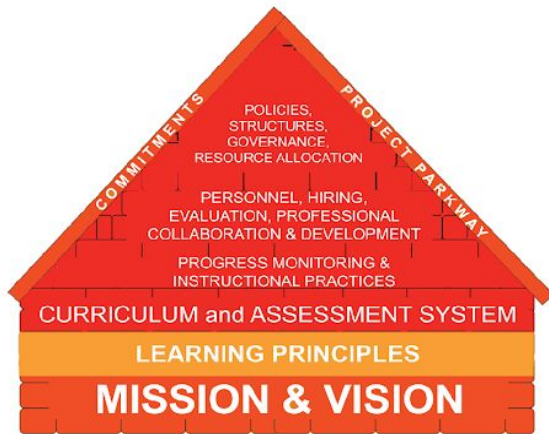 COMMITMENTS
PROJECT PARKWAY
POLICIES,
STRUCTURES,
GOVERNANCE,
RESOURCE ALLOCATION
PERSONNEL, HIRING,
EVALUATION, PROFESSIONAL
COLLABORATION & DEVELOPMENT
PROGRESS MONITORING &
INSTRUCTIONAL PRACTICES
CURRICULUM and ASSESSMENT SYSTEM
LEARNING PRINCIPLES
MISSION & VISION